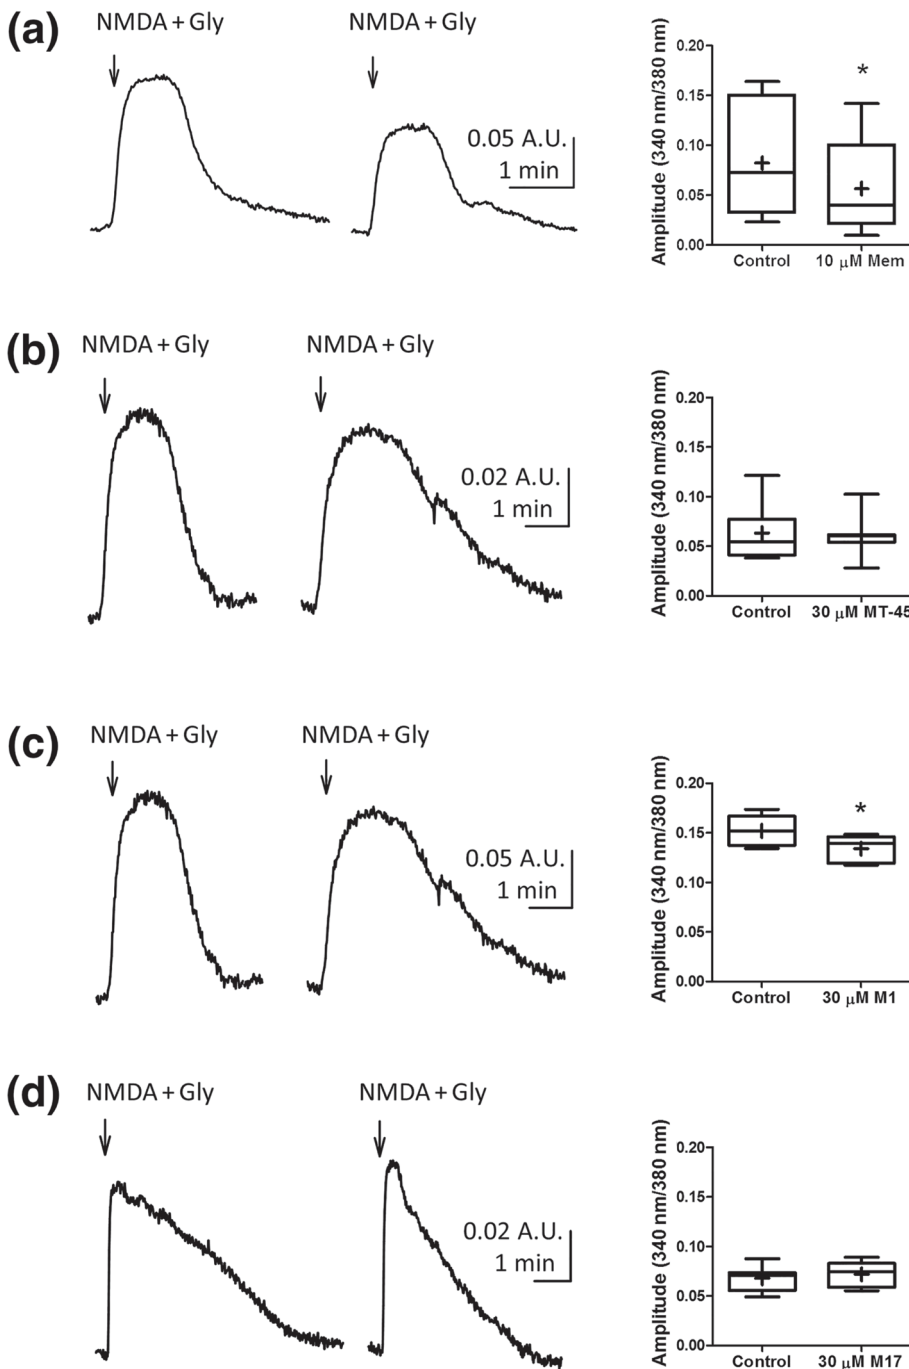 (a)
NMDA + Gly
NMDA + Gly
0.05 A.U.
1 min
Amplitude (340 nm/380 nm)
0.20
0.15
*
0.10
0.05
0.00
Control
10 μM Mem
(b)
NMDA + Gly
NMDA + Gly
0.02 A.U.
1 min
Amplitude (340 nm/380 nm)
0.20
0.15
0.10
0.05
0.00
Control
30 μM MT-45
(c)
NMDA + Gly
NMDA + Gly
0.05 A.U.
1 min
Amplitude (340 nm/380 nm)
0.20
0.15
*
0.10
0.05
0.00
Control
30 μM M1
(d)
NMDA + Gly
NMDA + Gly
0.02 A.U.
1 min
Amplitude (340 nm/380 nm)
0.20
0.15
0.10
0.05
0.00
Control
30 μM M17